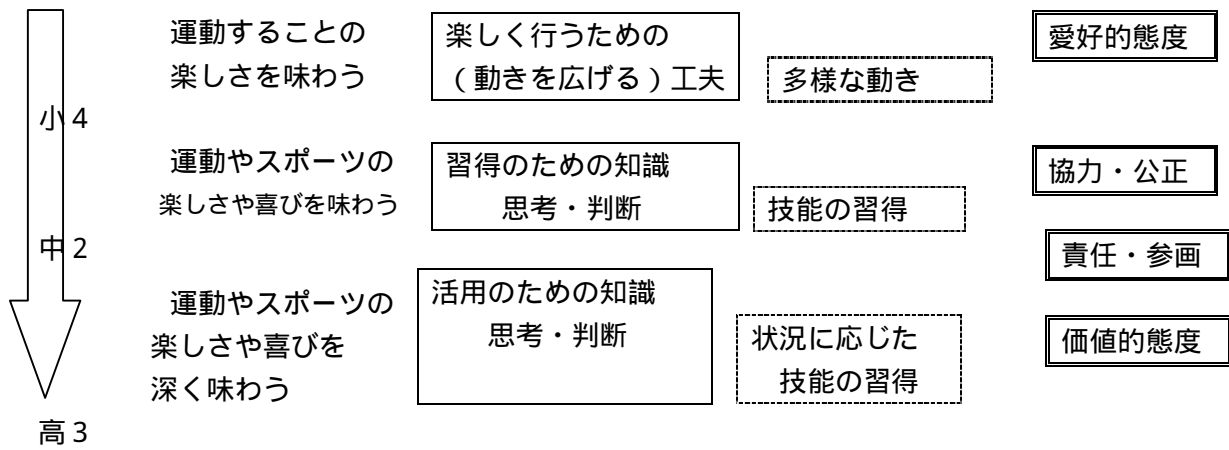 運動することの
楽しさを味わう
楽しく行うための
（動きを広げる）工夫
多様な動き
愛好的態度
小４
運動やスポーツの
楽しさや喜びを味わう
習得のための知識
思考・判断
技能の習得
協力・公正
中２
責任・参画
運動やスポーツの
楽しさや喜びを
深く味わう
活用のための知識
思考・判断
状況に応じた
技能の習得
価値的態度
高３